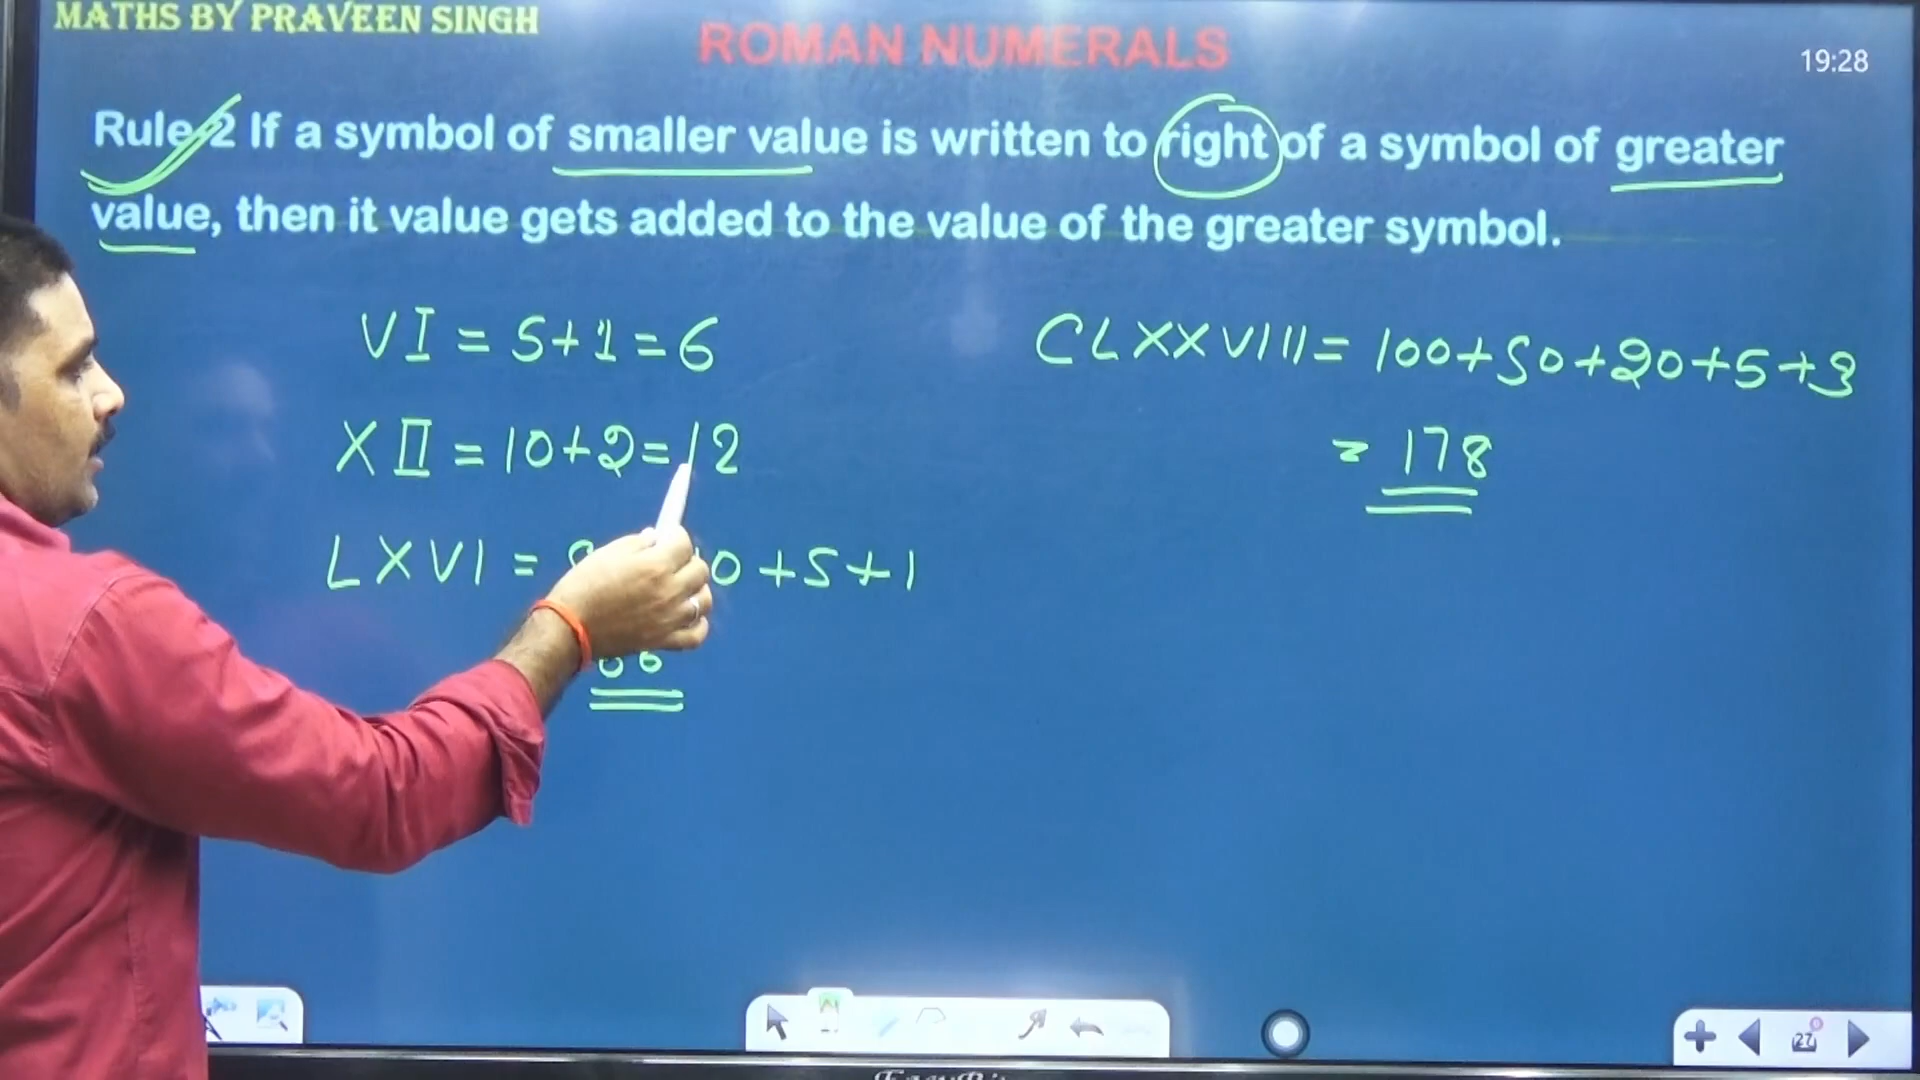 MATHS BY PRAVEEN SINGH
ROMAN NUMERALS
19:28
Rule 2 If a symbol of smaller value is written to right of a symbol of greater
value, then it value gets added to the value of the greater symbol.
VI = 5+1 = 6
XII = 10+2 = 12
LXVI = 0 + 5 + 1
66
CLXXVIII = 100+50+20+5+3
= 178
27